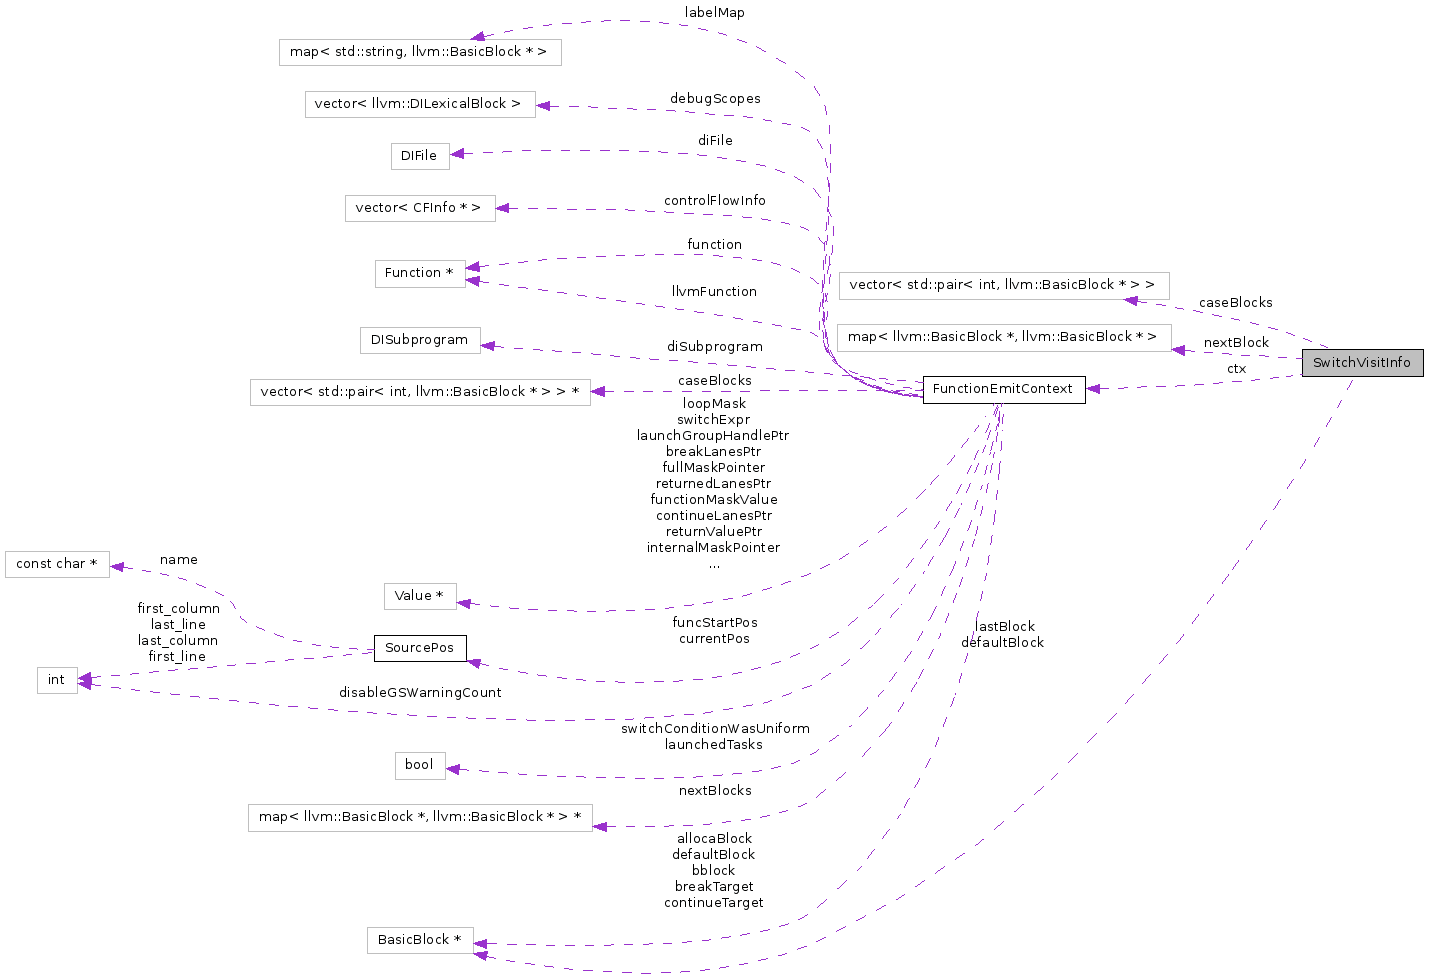 labelMap
map< std::string, llvm::BasicBlock * >
vector< llvm::DILexicalBlock >
debugScopes
diFile
DIFile
controlFlowInfo
vector< CFInfo * >
function
Function *
llvmFunction
vector< std::pair< int, llvm::BasicBlock * > >
caseBlocks
map< llvm::BasicBlock *, llvm::BasicBlock * >
nextBlock
SwitchVisitInfo
ctx
DISubprogram
diSubprogram
FunctionEmitContext
vector< std::pair< int, llvm::BasicBlock * > > *
caseBlocks
loopMask
switchExpr
launchGroupHandlePtr
breakLanesPtr
fullMaskPointer
returnedLanesPtr
functionMaskValue
continueLanesPtr
returnValuePtr
internalMaskPointer
...
const char *
name
Value *
first_column
last_line
last_column
first_line
funcStartPos
currentPos
lastBlock
defaultBlock
SourcePos
int
disableGSWarningCount
switchConditionWasUniform
launchedTasks
bool
nextBlocks
map< llvm::BasicBlock *, llvm::BasicBlock * > *
allocaBlock
defaultBlock
bblock
breakTarget
continueTarget
BasicBlock *